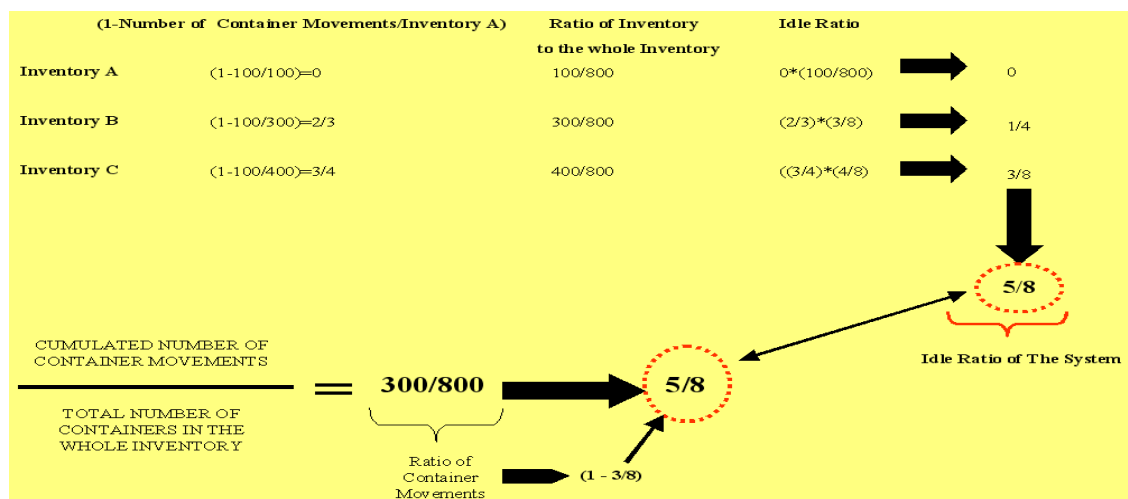 (1-Number of Container Movements/Inventory A) Ratio of Inventory to the whole Inventory Idle Ratio
Inventory A (1-100/100)=0 100/800 0*(100/800) 0
Inventory B (1-100/300)=2/3 300/800 (2/3)*(3/8) 1/4
Inventory C (1-100/400)=3/4 400/800 ((3/4)*(4/8) 3/8
5/8
Idle Ratio of The System
CUMULATED NUMBER OF
CONTAINER MOVEMENTS
TOTAL NUMBER OF
CONTAINERS IN THE
WHOLE INVENTORY
= 300/800 5/8
Ratio of
Container
Movements
(1 - 3/8)